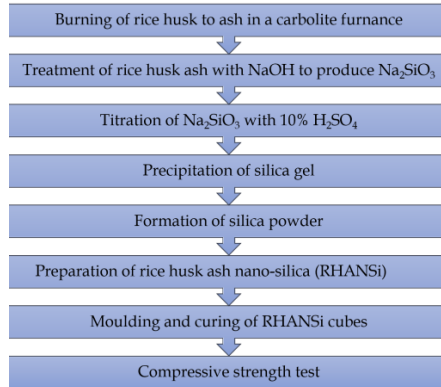 Burning of rice husk to ash in a carbolite furnance
Treatment of rice husk ash with NaOH to produce Na₂SiO₃
Titration of Na₂SiO₃ with 10% H₂SO₄
Precipitation of silica gel
Formation of silica powder
Preparation of rice husk ash nano-silica (RHANSi)
Moulding and curing of RHANSi cubes
Compressive strength test